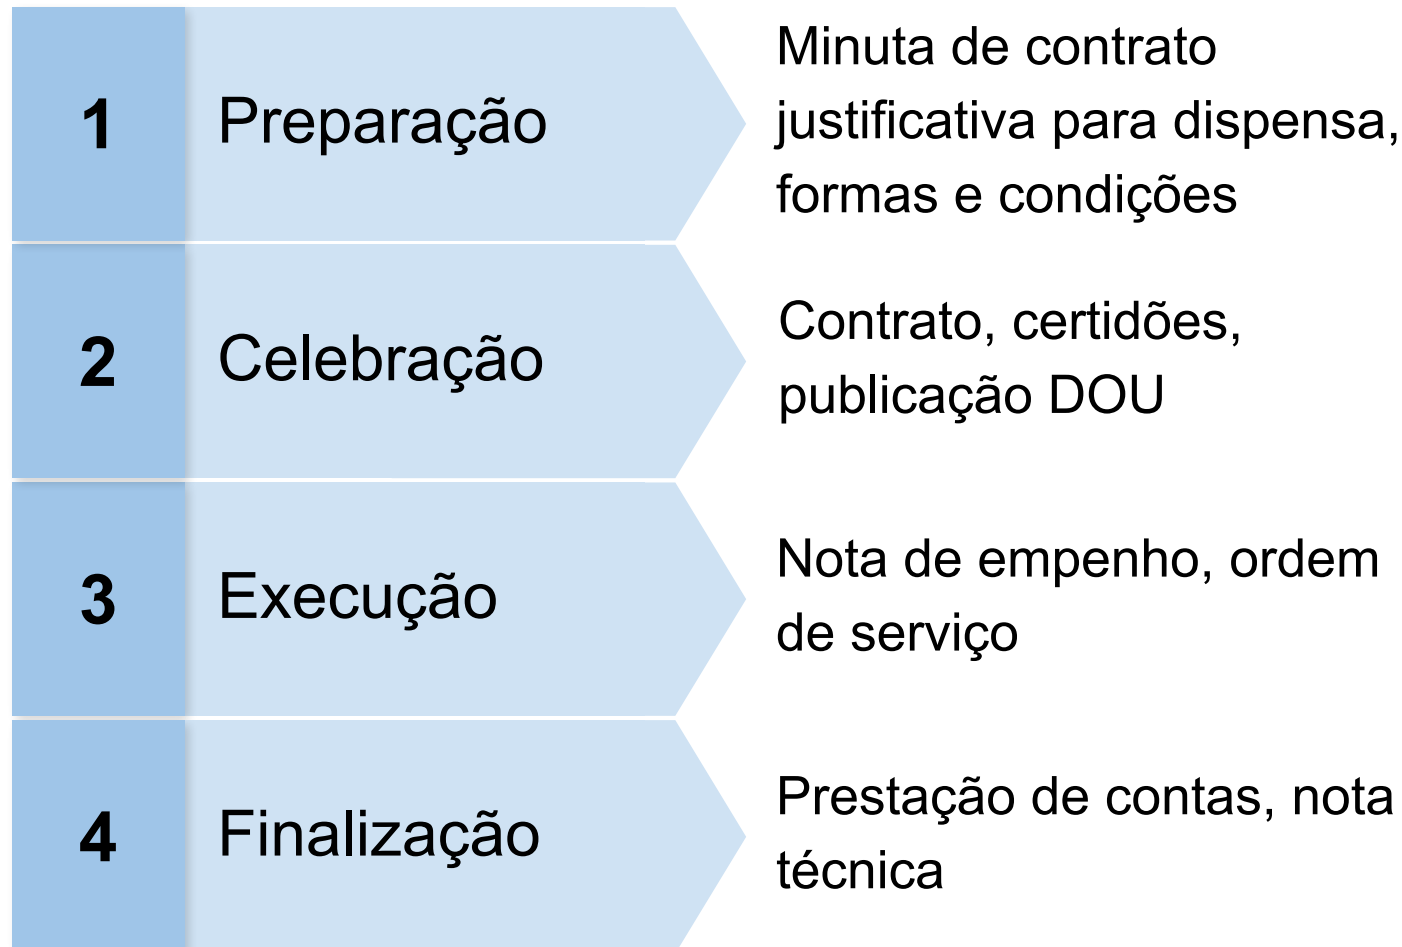 1
Preparação
Minuta de contrato
justificativa para dispensa,
formas e condições
2
Celebração
Contrato, certidões,
publicação DOU
3
Execução
Nota de empenho, ordem
de serviço
4
Finalização
Prestação de contas, nota
técnica